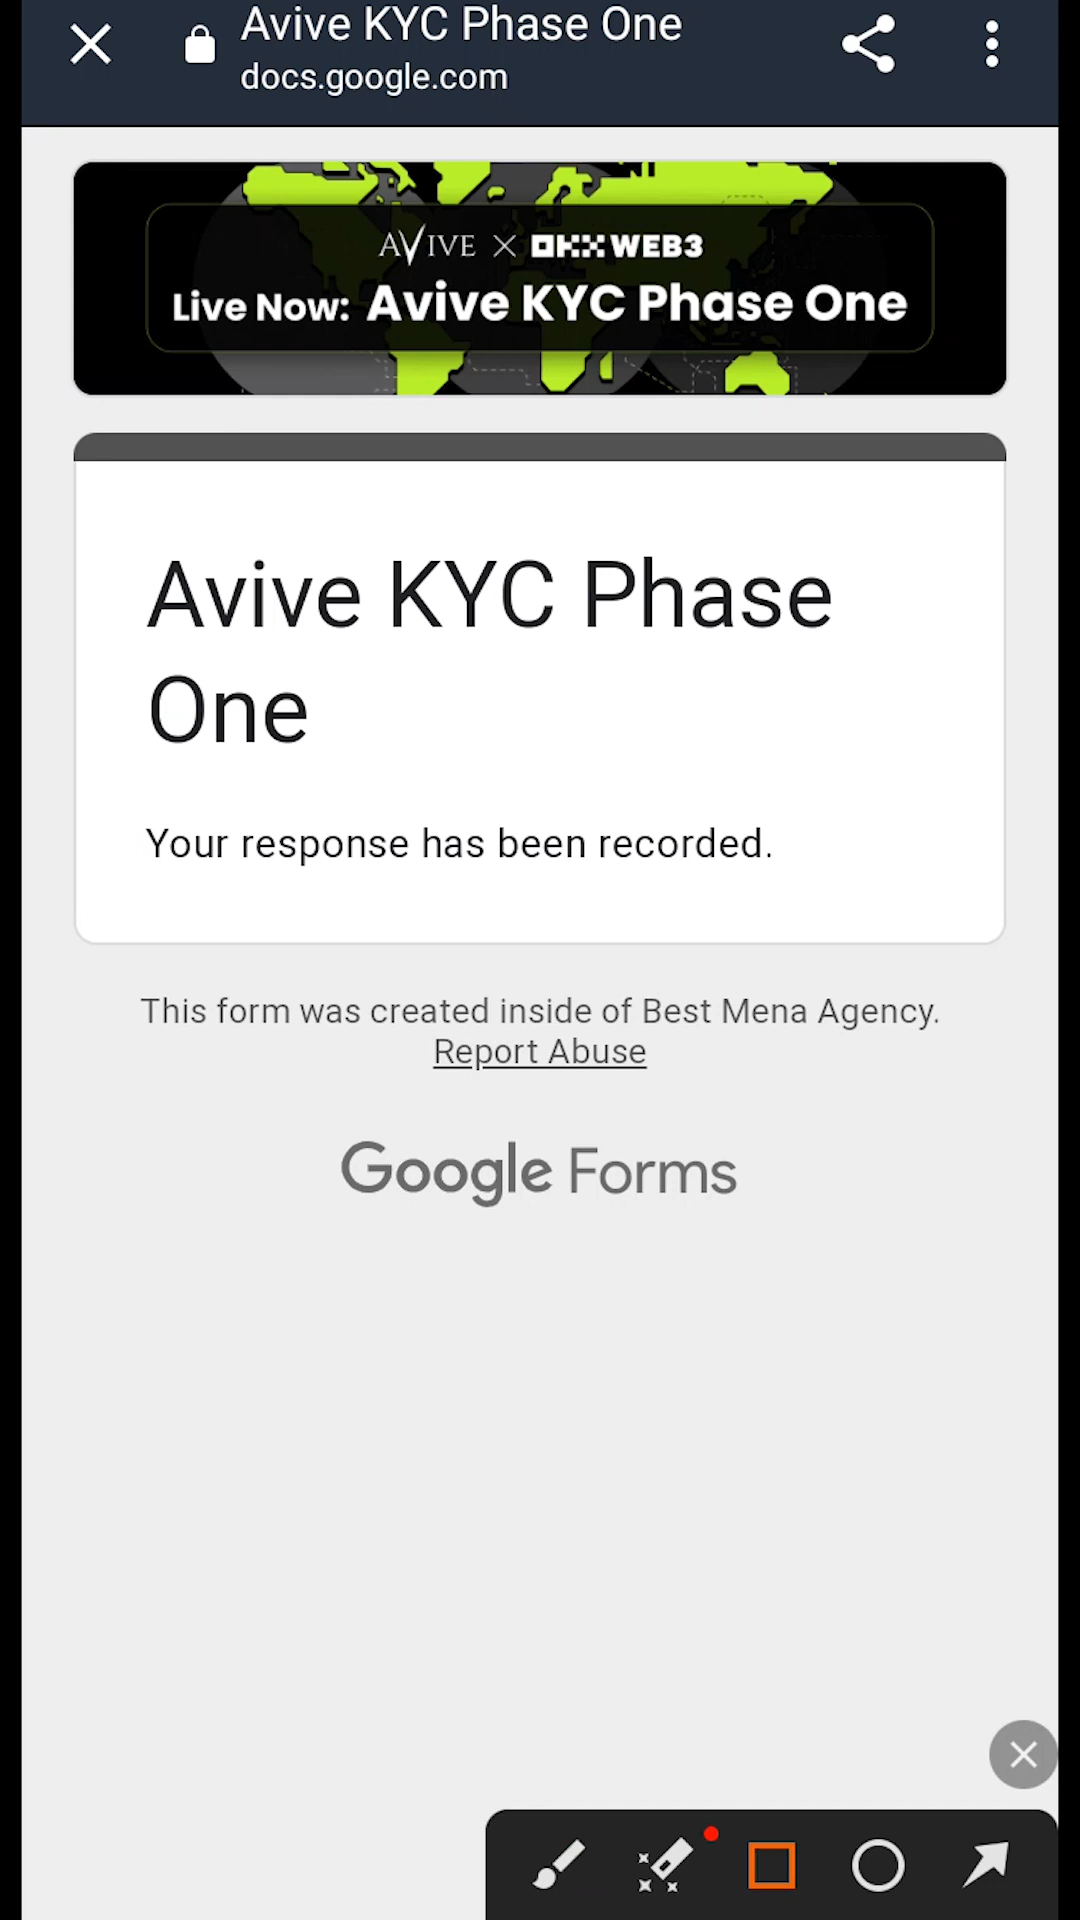 Avive KYC Phase One
docs.google.com
AVIVE X OKX WEB3
Live Now: Avive KYC Phase One
Avive KYC Phase
One
Your response has been recorded.
This form was created inside of Best Mena Agency.
Report Abuse
Google Forms